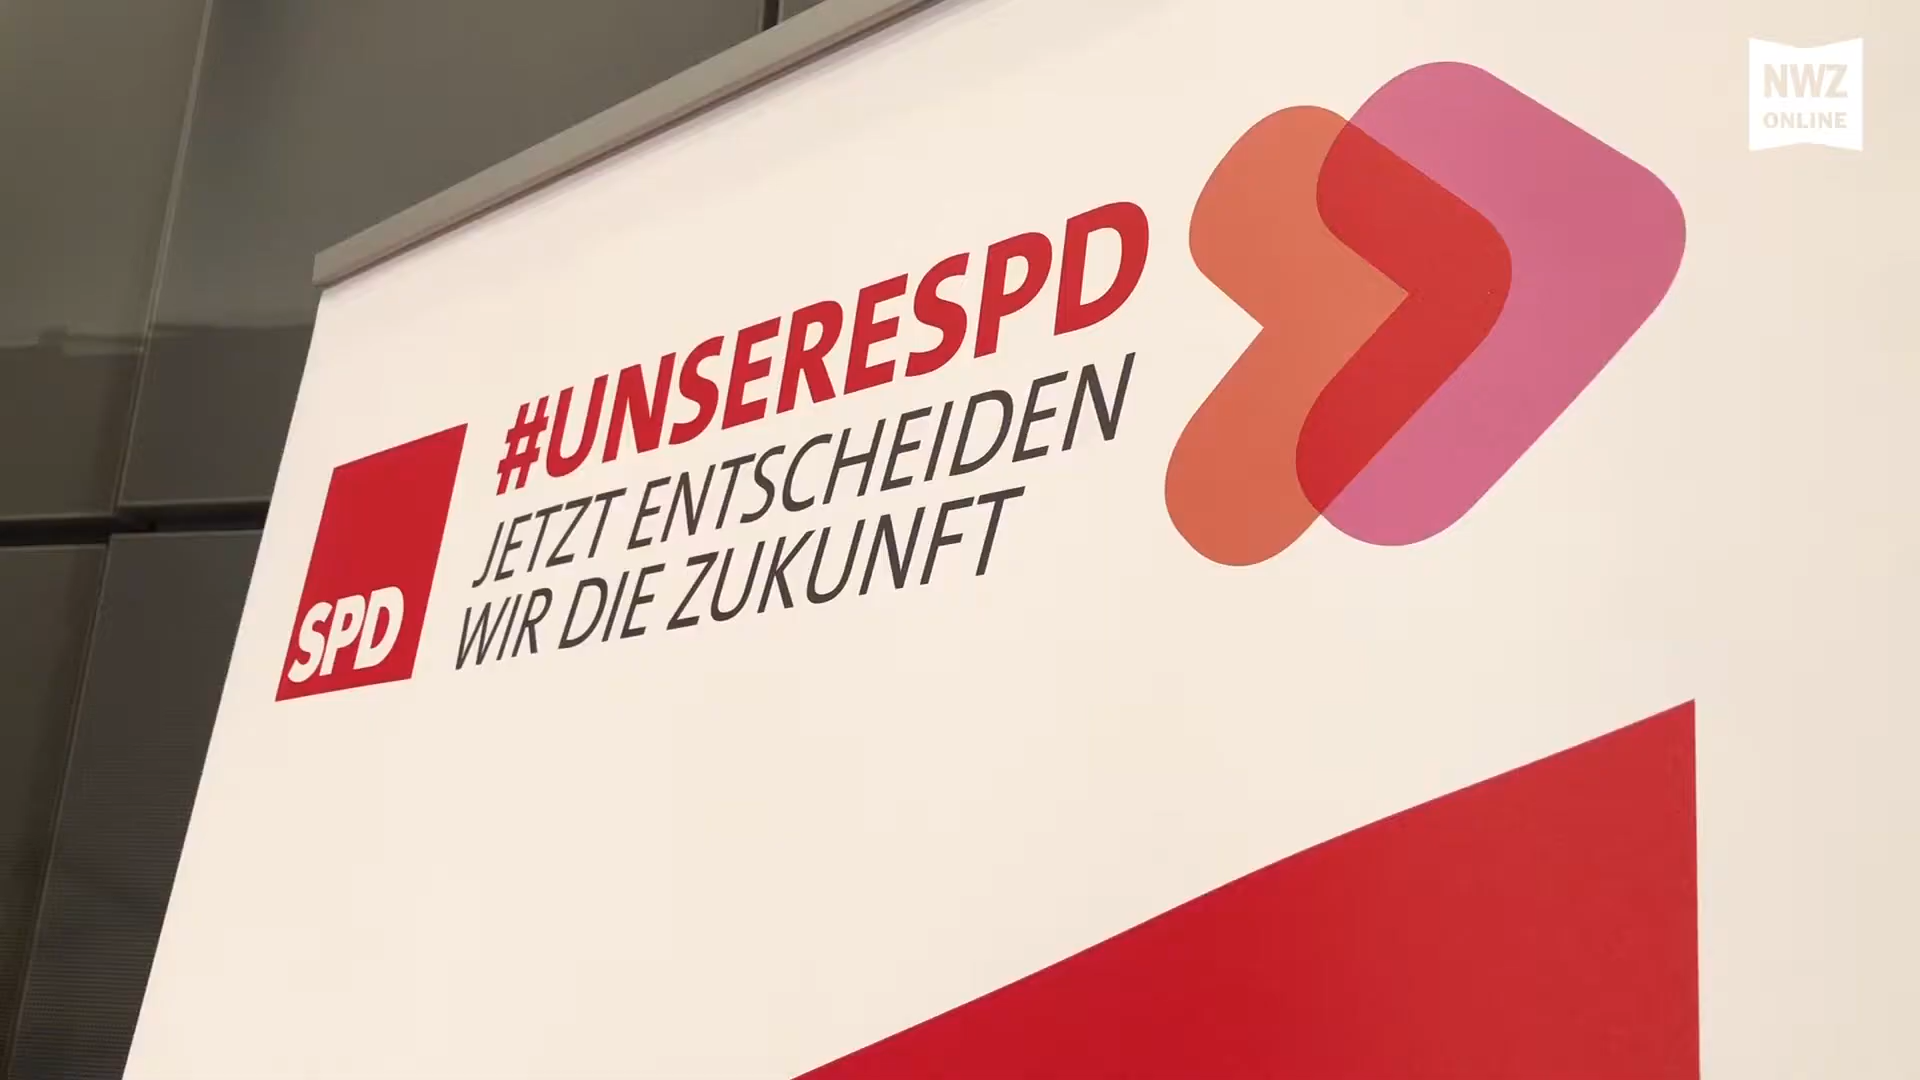 #UNSERESPD
JETZT ENTSCHEIDEN
WIR DIE ZUKUNFT
SPD
NWZ
ONLINE